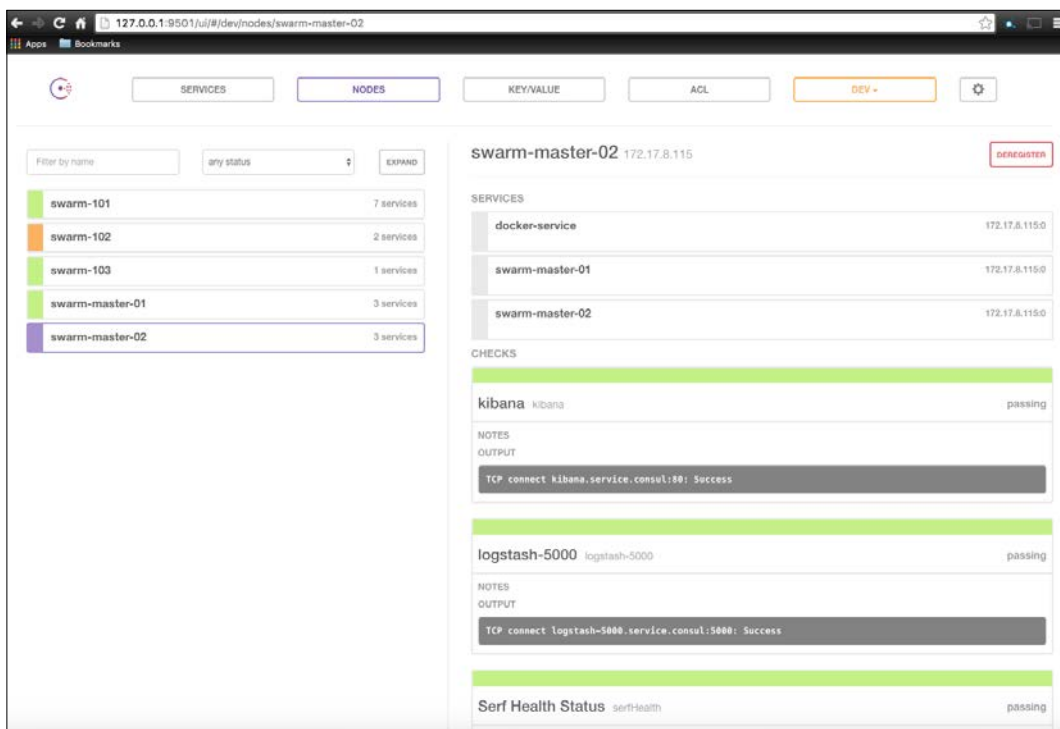 127.0.0.1:9501/ui/#/dev/nodes/swarm-master-02
Apps Bookmarks
SERVICES NODES KEY/VALUE ACL DEV
Filter by name any status EXPAND
swarm-101 7 services
swarm-102 2 services
swarm-103 1 services
swarm-master-01 3 services
swarm-master-02 3 services
swarm-master-02 172.17.8.115 DEREGISTER
SERVICES
docker-service 172.17.8.115:0
swarm-master-01 172.17.8.115:0
swarm-master-02 172.17.8.115:0
CHECKS
kibana kibana passing
NOTES
OUTPUT
TCP connect kibana.service.consul:80: Success
logstash-5000 logstash-5000 passing
NOTES
OUTPUT
TCP connect logstash-5000.service.consul:5000: Success
Serf Health Status serfHealth passing